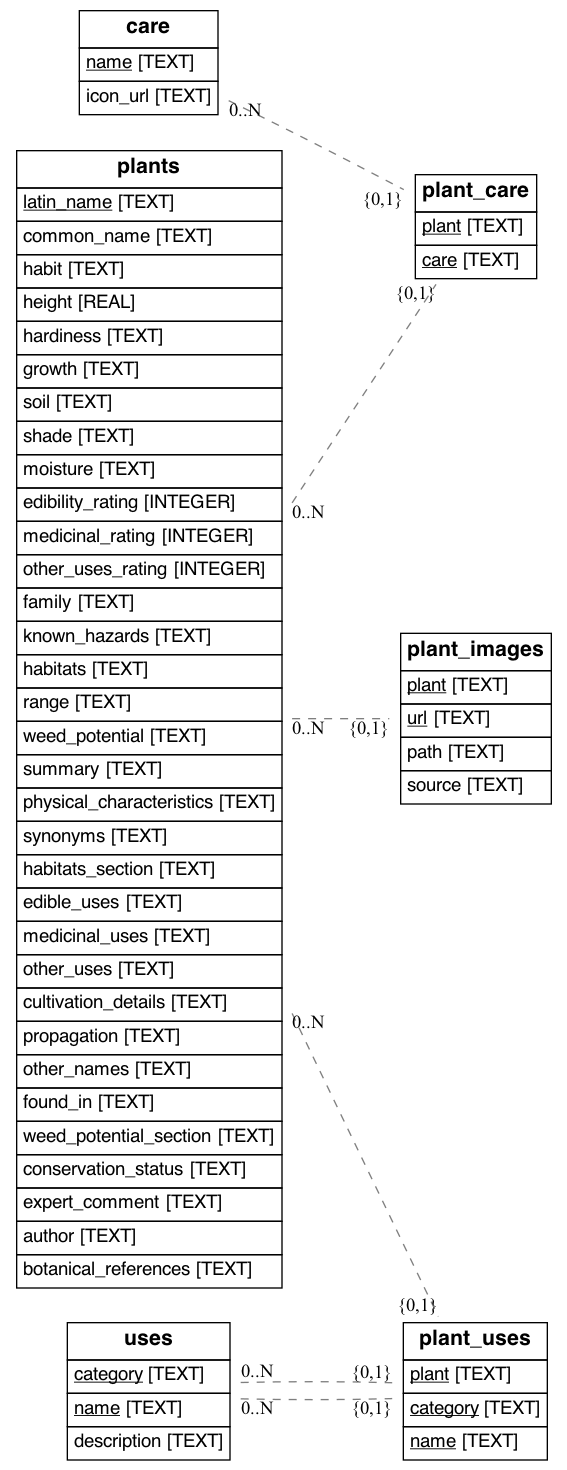 care
name [TEXT]
icon_url [TEXT]
0..N
{0,1}
plant_care
plant [TEXT]
care [TEXT]
{0,1}
0..N
plants
latin_name [TEXT]
common_name [TEXT]
habit [TEXT]
height [REAL]
hardiness [TEXT]
growth [TEXT]
soil [TEXT]
shade [TEXT]
moisture [TEXT]
edibility_rating [INTEGER]
medicinal_rating [INTEGER]
other_uses_rating [INTEGER]
family [TEXT]
known_hazards [TEXT]
habitats [TEXT]
range [TEXT]
weed_potential [TEXT]
summary [TEXT]
physical_characteristics [TEXT]
synonyms [TEXT]
habitats_section [TEXT]
edible_uses [TEXT]
medicinal_uses [TEXT]
other_uses [TEXT]
cultivation_details [TEXT]
propagation [TEXT]
other_names [TEXT]
found_in [TEXT]
weed_potential_section [TEXT]
conservation_status [TEXT]
expert_comment [TEXT]
author [TEXT]
botanical_references [TEXT]
plant_images
plant [TEXT]
url [TEXT]
path [TEXT]
source [TEXT]
0..N {0,1}
0..N
{0,1}
uses
category [TEXT]
name [TEXT]
description [TEXT]
0..N {0,1}
0..N {0,1}
plant_uses
plant [TEXT]
category [TEXT]
name [TEXT]